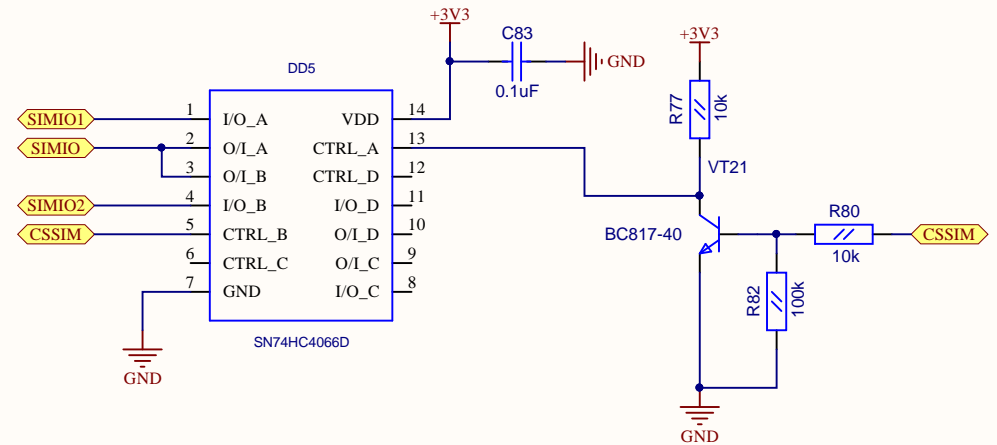 +3V3
C83
GND
0.1uF
+3V3
R77
10k
DD5
SIMIO1
SIMIO
SIMIO2
CSSIM
1 I/O_A VDD 14
2 O/I_A CTRL_A 13
3 O/I_B CTRL_D 12
4 I/O_B I/O_D 11
5 CTRL_B O/I_D 10
6 CTRL_C O/I_C 9
7 GND I/O_C 8
SN74HC4066D
GND
VT21
BC817-40
R80
10k
CSSIM
R82
100k
GND